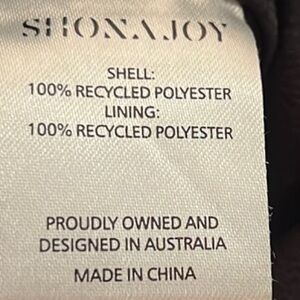 SHONA JOY
SHELL:
100% RECYCLED POLYESTER
LINING:
100% RECYCLED POLYESTER
PROUDLY OWNED AND
DESIGNED IN AUSTRALIA
MADE IN CHINA